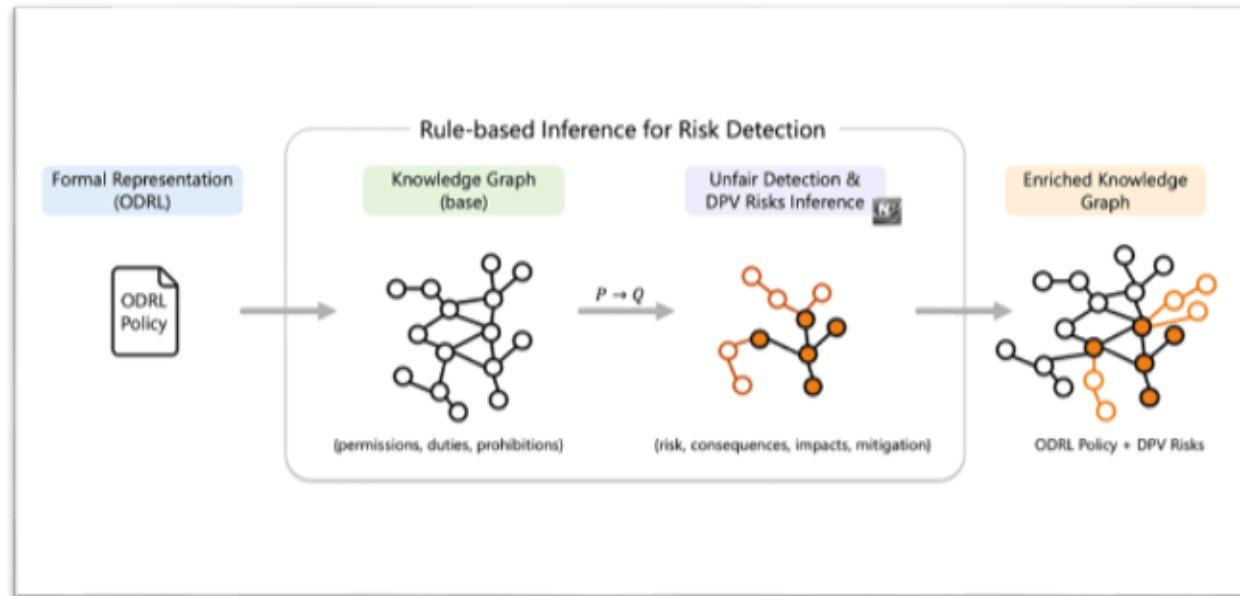 Rule-based Inference for Risk Detection
Formal Representation
(ODRL)
Knowledge Graph
(base)
Unfair Detection &
DPV Risks Inference
N3
Enriched Knowledge
Graph
ODRL
Policy
P → Q
(permissions, duties, prohibitions)
(risk, consequences, impacts, mitigation)
ODRL Policy + DPV Risks